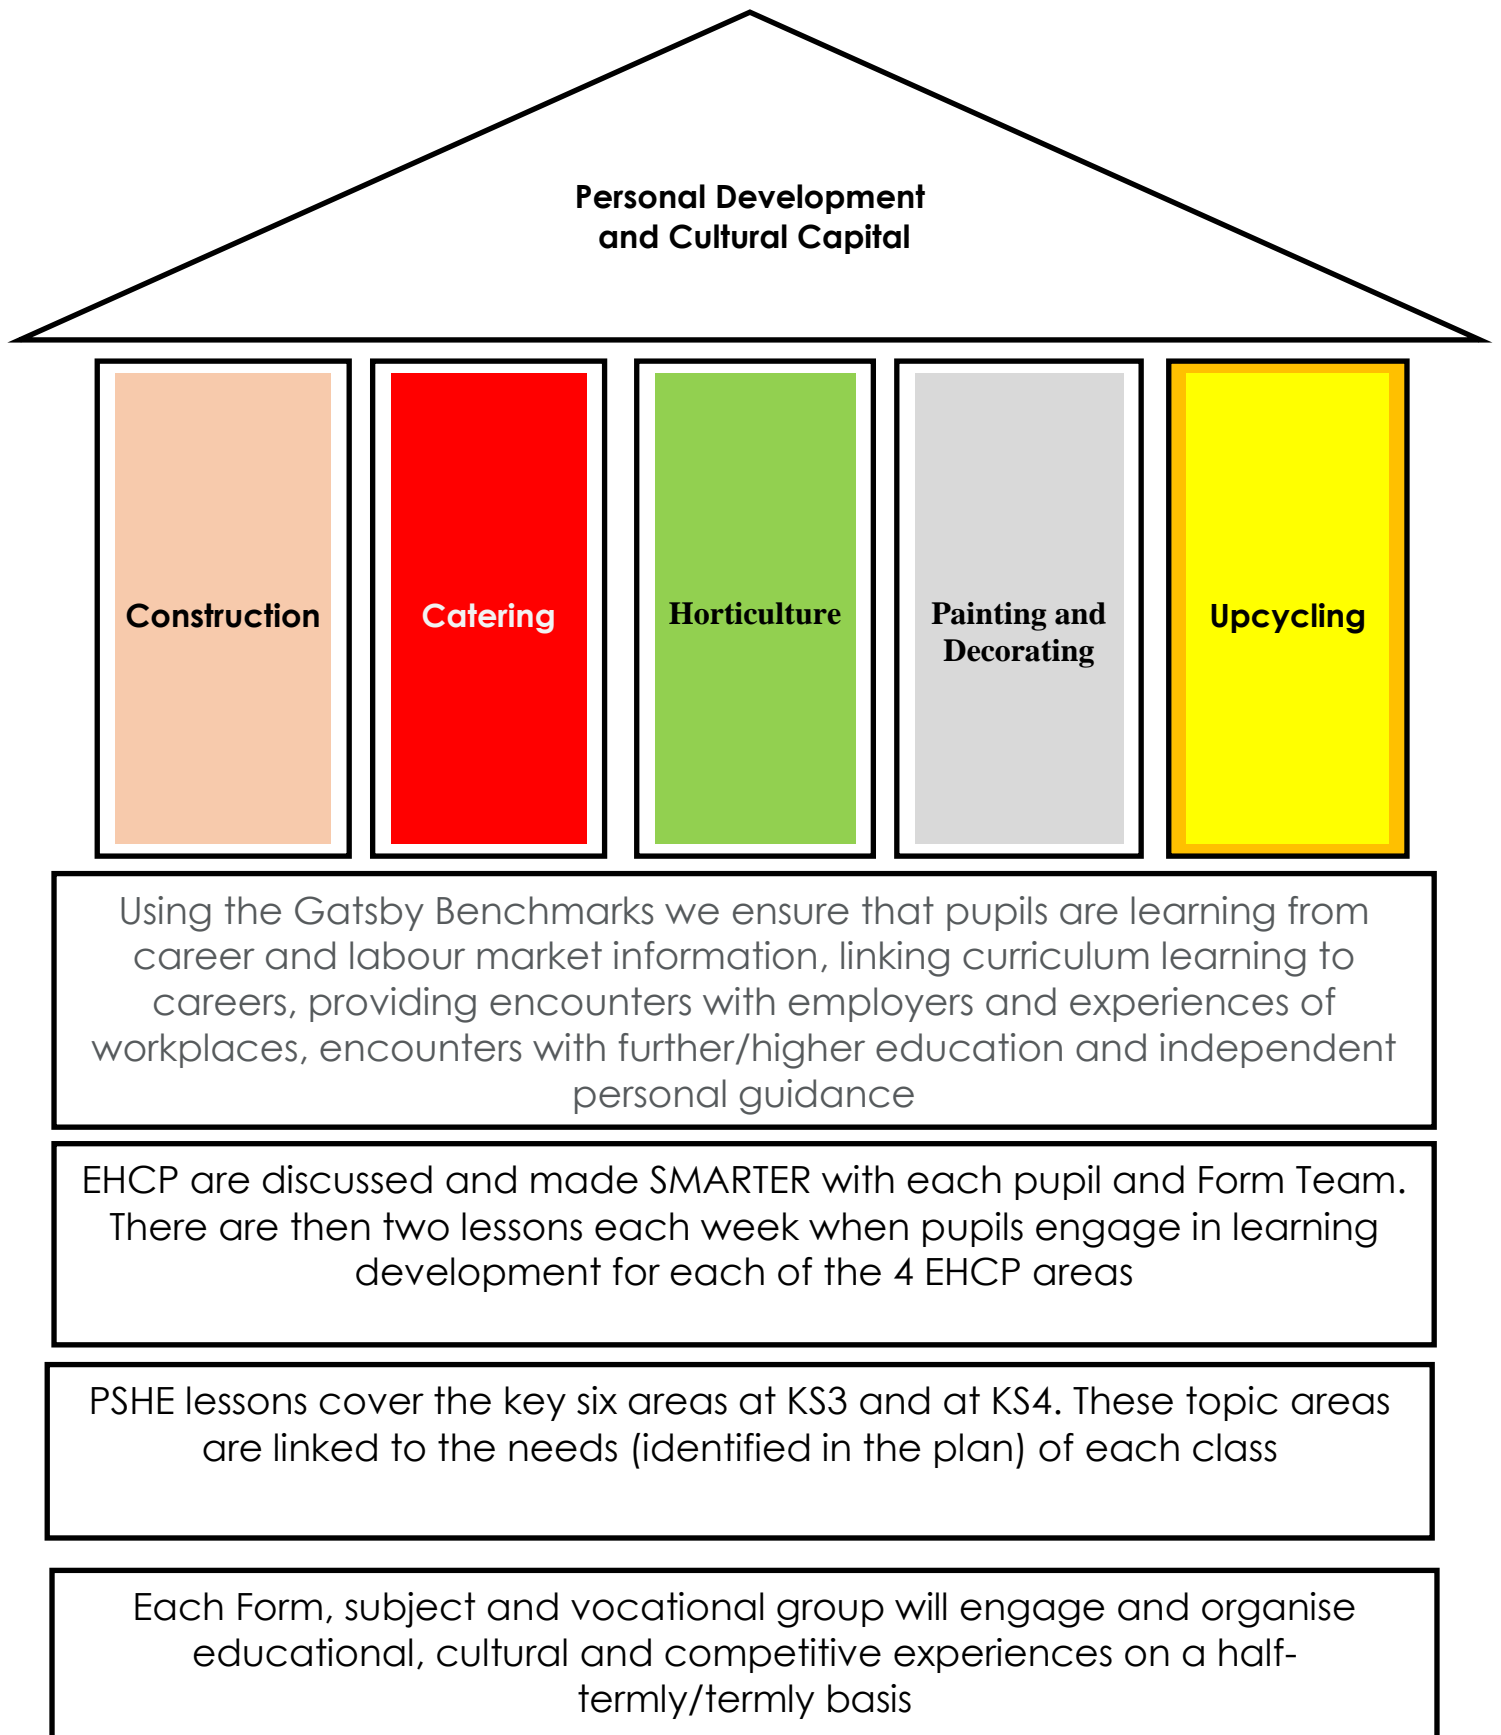 Personal Development
and Cultural Capital
Construction
Catering
Horticulture
Painting and
Decorating
Upcycling
Using the Gatsby Benchmarks we ensure that pupils are learning from
career and labour market information, linking curriculum learning to
careers, providing encounters with employers and experiences of
workplaces, encounters with further/higher education and independent
personal guidance
EHCP are discussed and made SMARTER with each pupil and Form Team.
There are then two lessons each week when pupils engage in learning
development for each of the 4 EHCP areas
PSHE lessons cover the key six areas at KS3 and at KS4. These topic areas
are linked to the needs (identified in the plan) of each class
Each Form, subject and vocational group will engage and organise
educational, cultural and competitive experiences on a half-
termly/termly basis